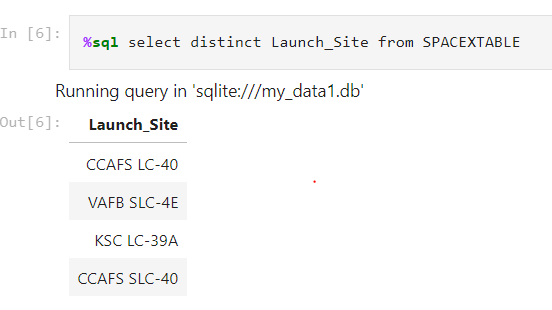 In [6]: %sql select distinct Launch_Site from SPACEXTABLE
Running query in 'sqlite:///my_data1.db'
Out[6]: Launch_Site
CCAFS LC-40
VAFB SLC-4E
KSC LC-39A
CCAFS SLC-40